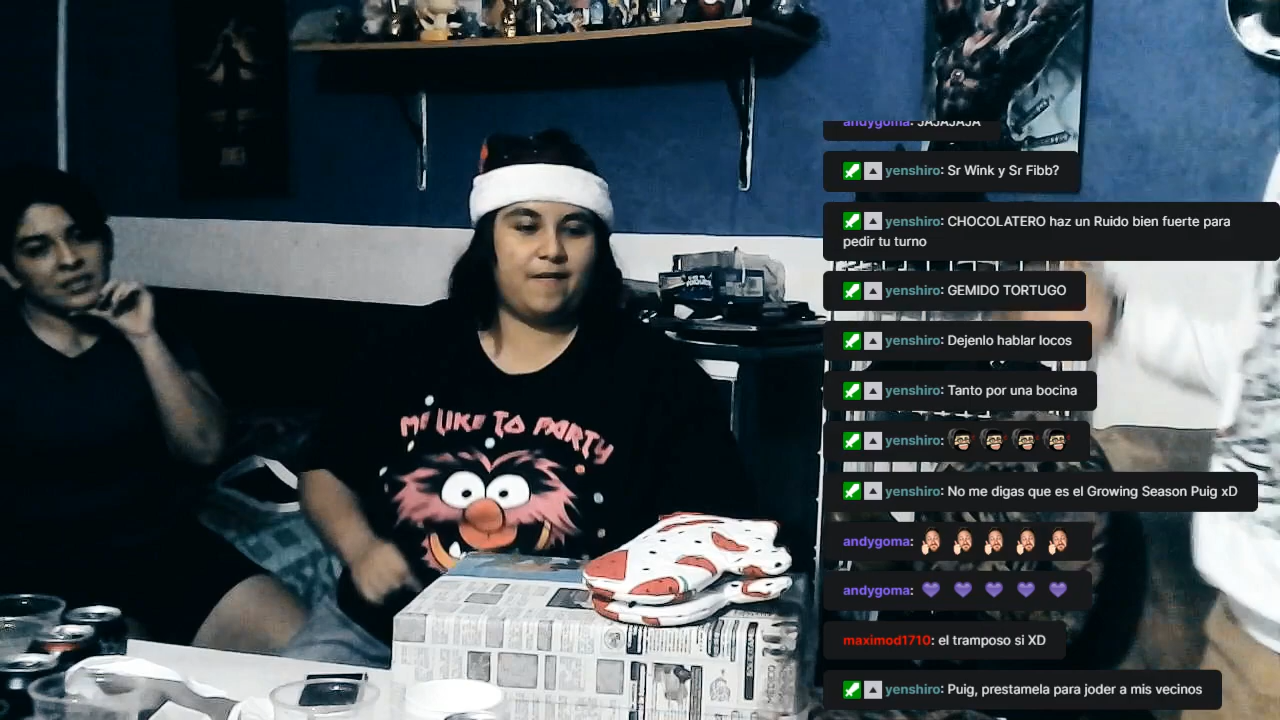 andygoma: JAJAJAJA
yenshiro: Sr Wink y Sr Fibb?
yenshiro: CHOCOLATERO haz un Ruido bien fuerte para
pedir tu turno
yenshiro: GEMIDO TORTUGO
yenshiro: Dejenlo hablar locos
yenshiro: Tanto por una bocina
yenshiro:
yenshiro: No me digas que es el Growing Season Puig xD
andygoma:
andygoma: 💜 💜 💜 💜 💜
maximod1710: el tramposo si XD
yenshiro: Puig, prestamela para joder a mis vecinos
ME LIKE TO PARTY